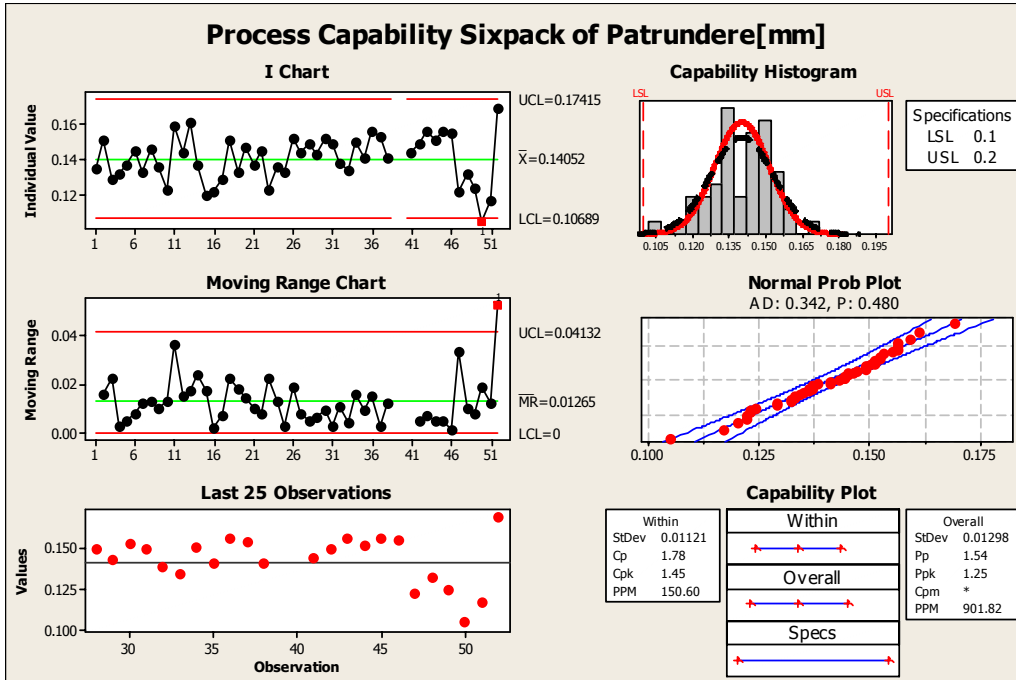 Process Capability Sixpack of Patrundere[mm]
I Chart
Individual Value
0.16
0.14
0.12
1 6 11 16 21 26 31 36 41 46 51
UCL=0.17415
X=0.14052
LCL=0.10689
Capability Histogram
LSL USL
0.105 0.120 0.135 0.150 0.165 0.180 0.195
Specifications
LSL 0.1
USL 0.2
Moving Range Chart
Moving Range
0.04
0.02
0.00
1 6 11 16 21 26 31 36 41 46 51
1
UCL=0.04132
MR=0.01265
LCL=0
Normal Prob Plot
AD: 0.342, P: 0.480
0.100 0.125 0.150 0.175
Last 25 Observations
Values
0.150
0.125
0.100
30 35 40 45 50
Observation
Capability Plot
Within
StDev 0.01121
Cp 1.78
Cpk 1.45
PPM 150.60
Within
Overall
Specs
Overall
StDev 0.01298
Pp 1.54
Ppk 1.25
Cpm *
PPM 901.82